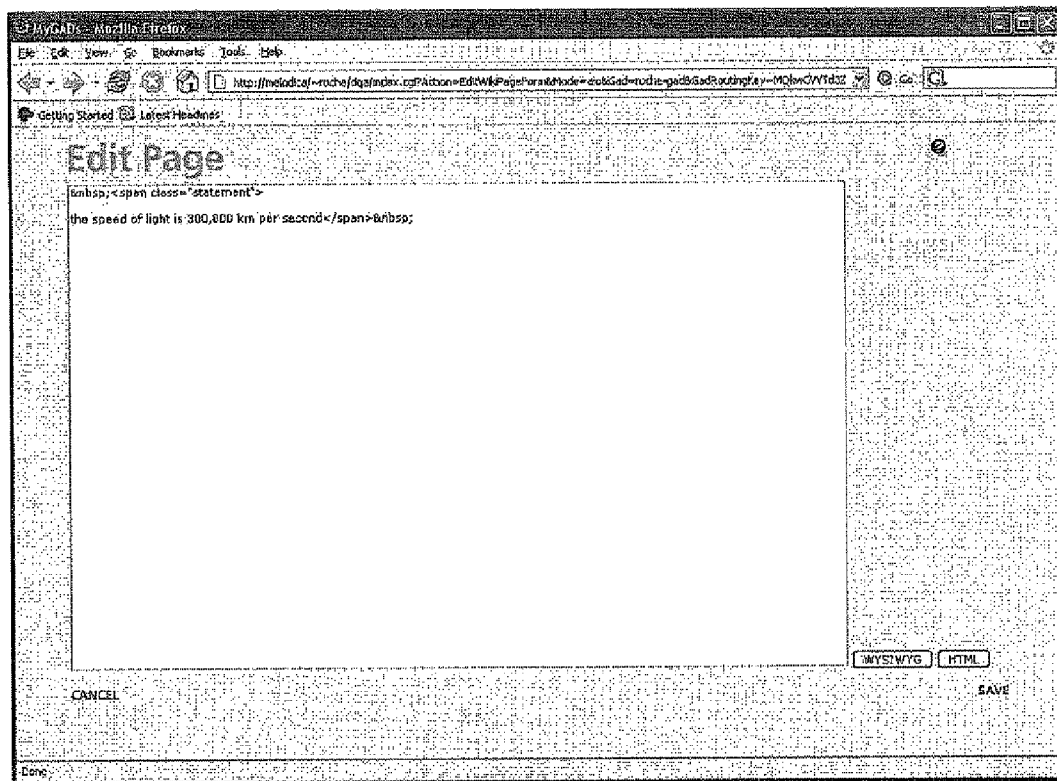 MyGADs - Mozilla Firefox
File Edit View Go Bookmarks Tools Help
Getting Started Latest Headlines
Edit Page
&nbsp;<span class="statement">
the speed of light is 300,000 km per second</span>&nbsp;
WYSIWYG HTML
CANCEL SAVE
Done